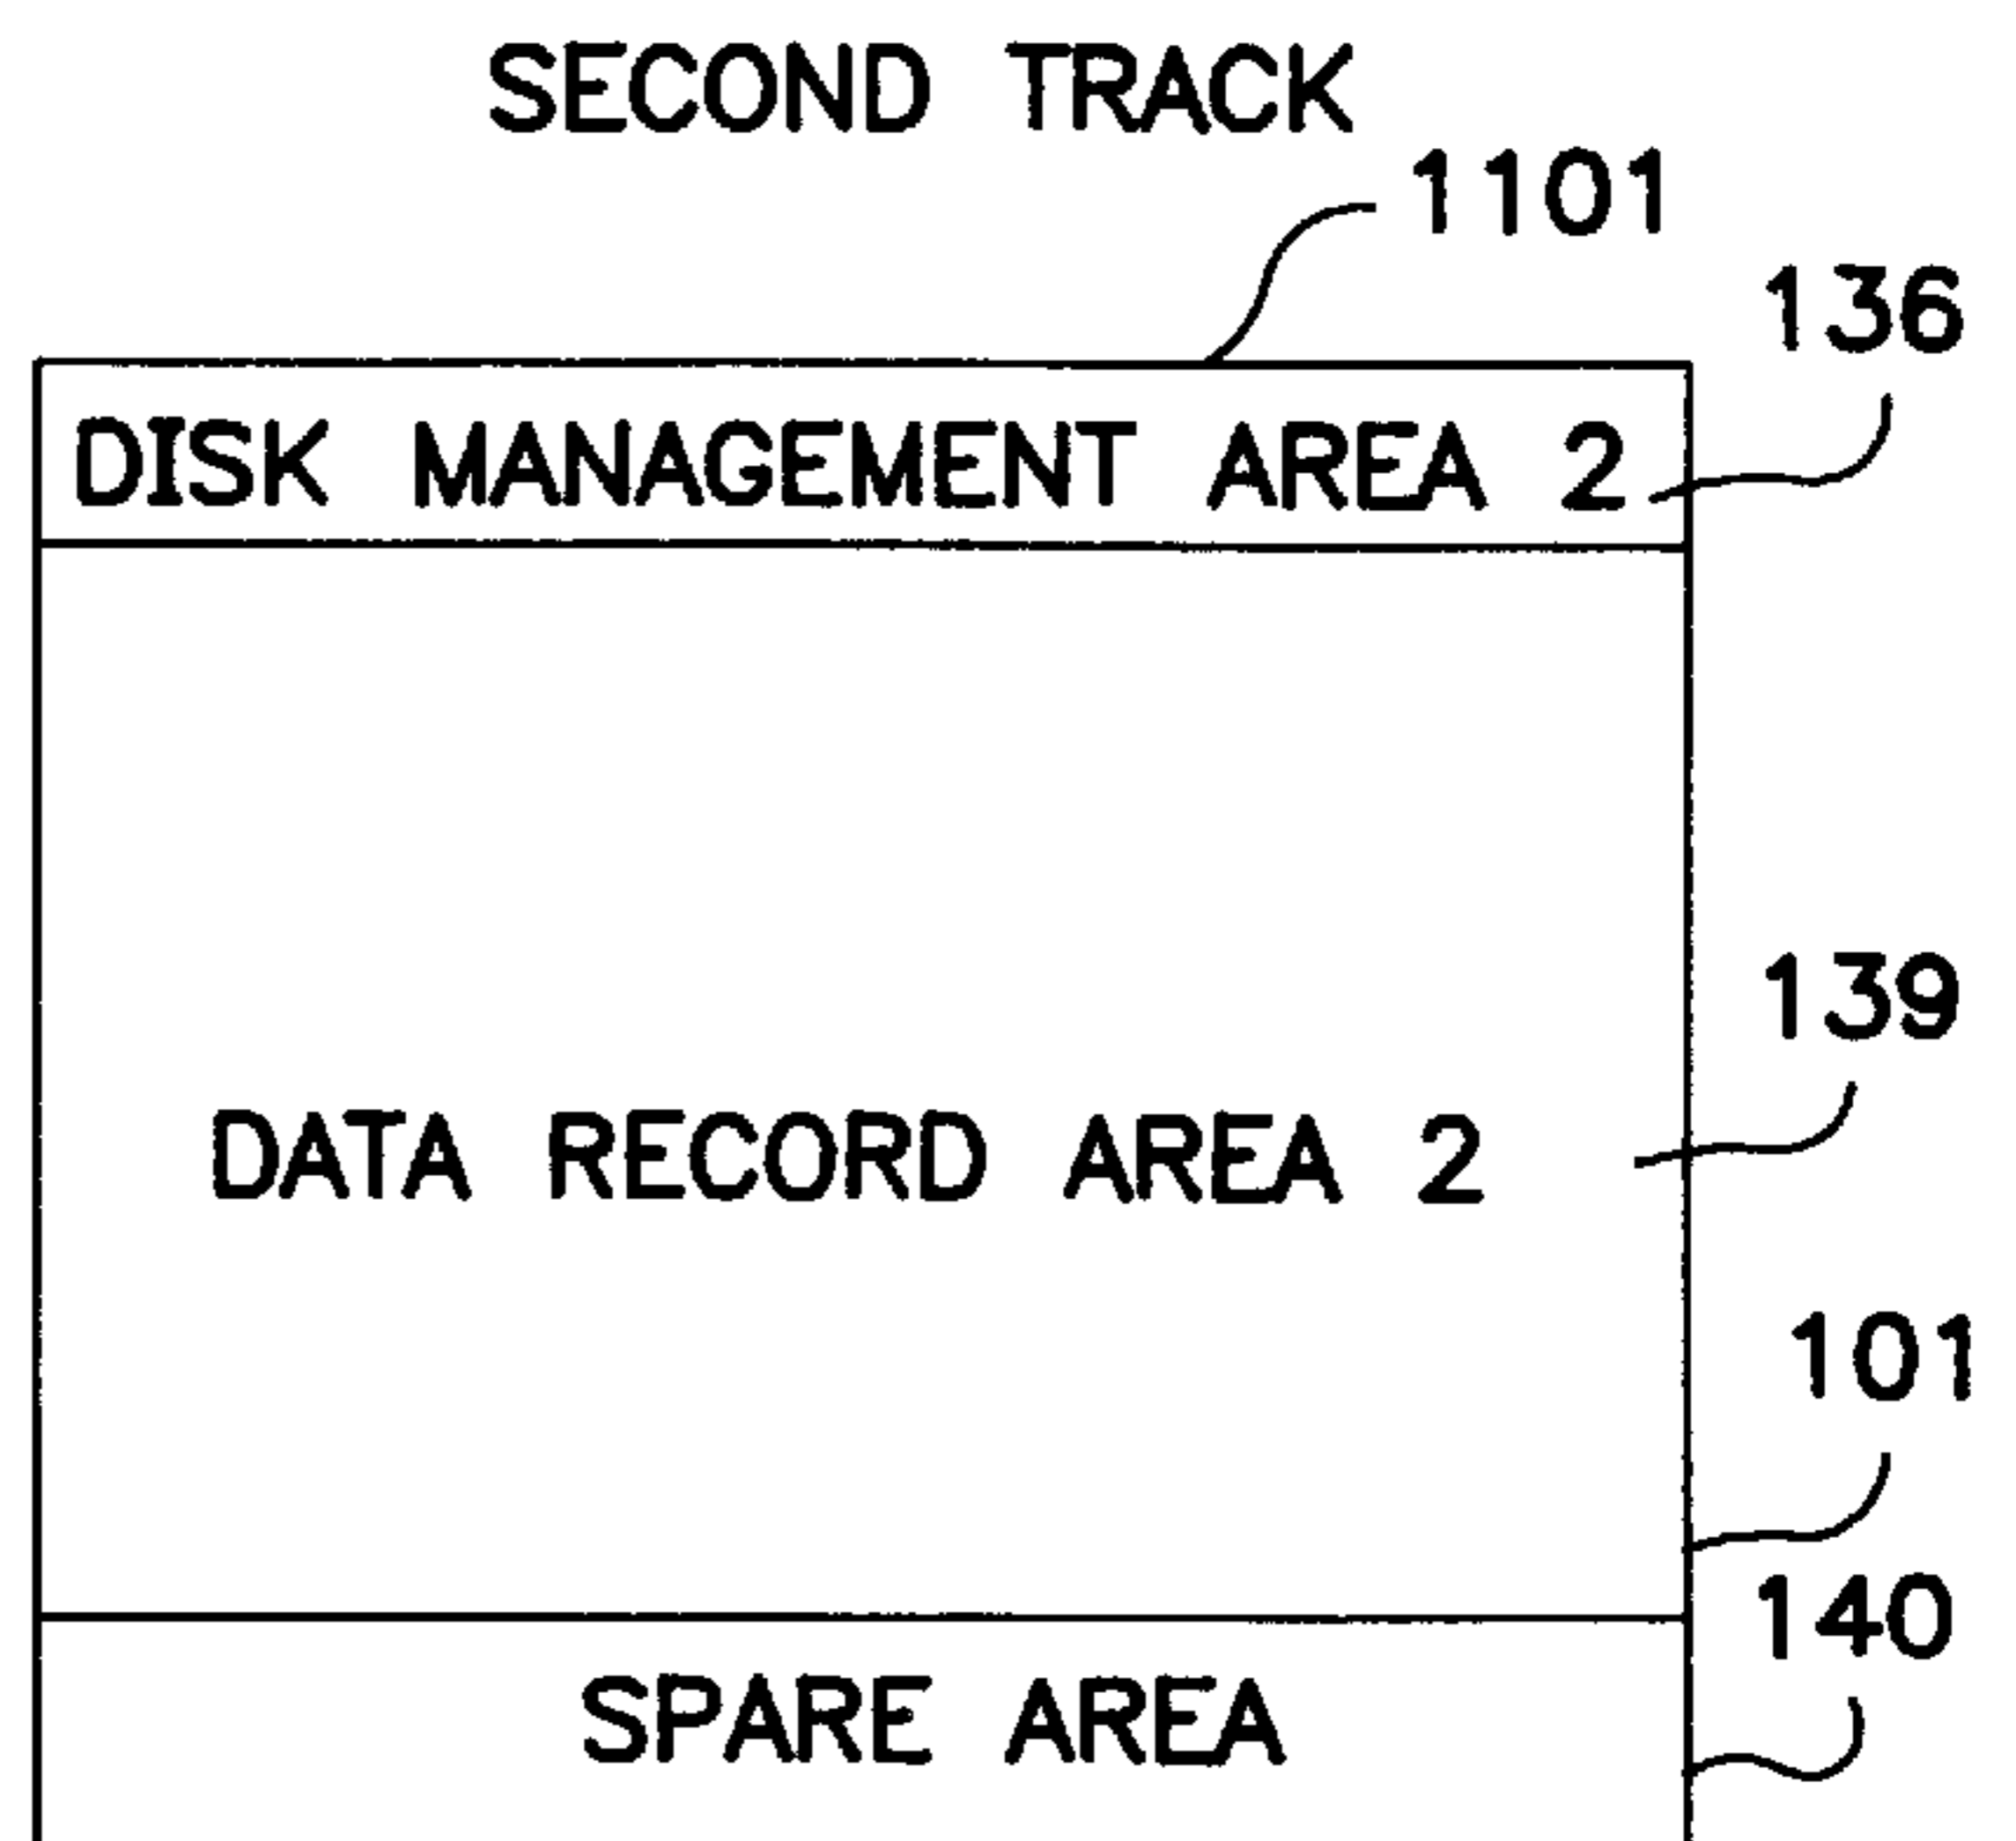 SECOND TRACK
1101
136
DISK MANAGEMENT AREA 2
139
DATA RECORD AREA 2
101
140
SPARE AREA